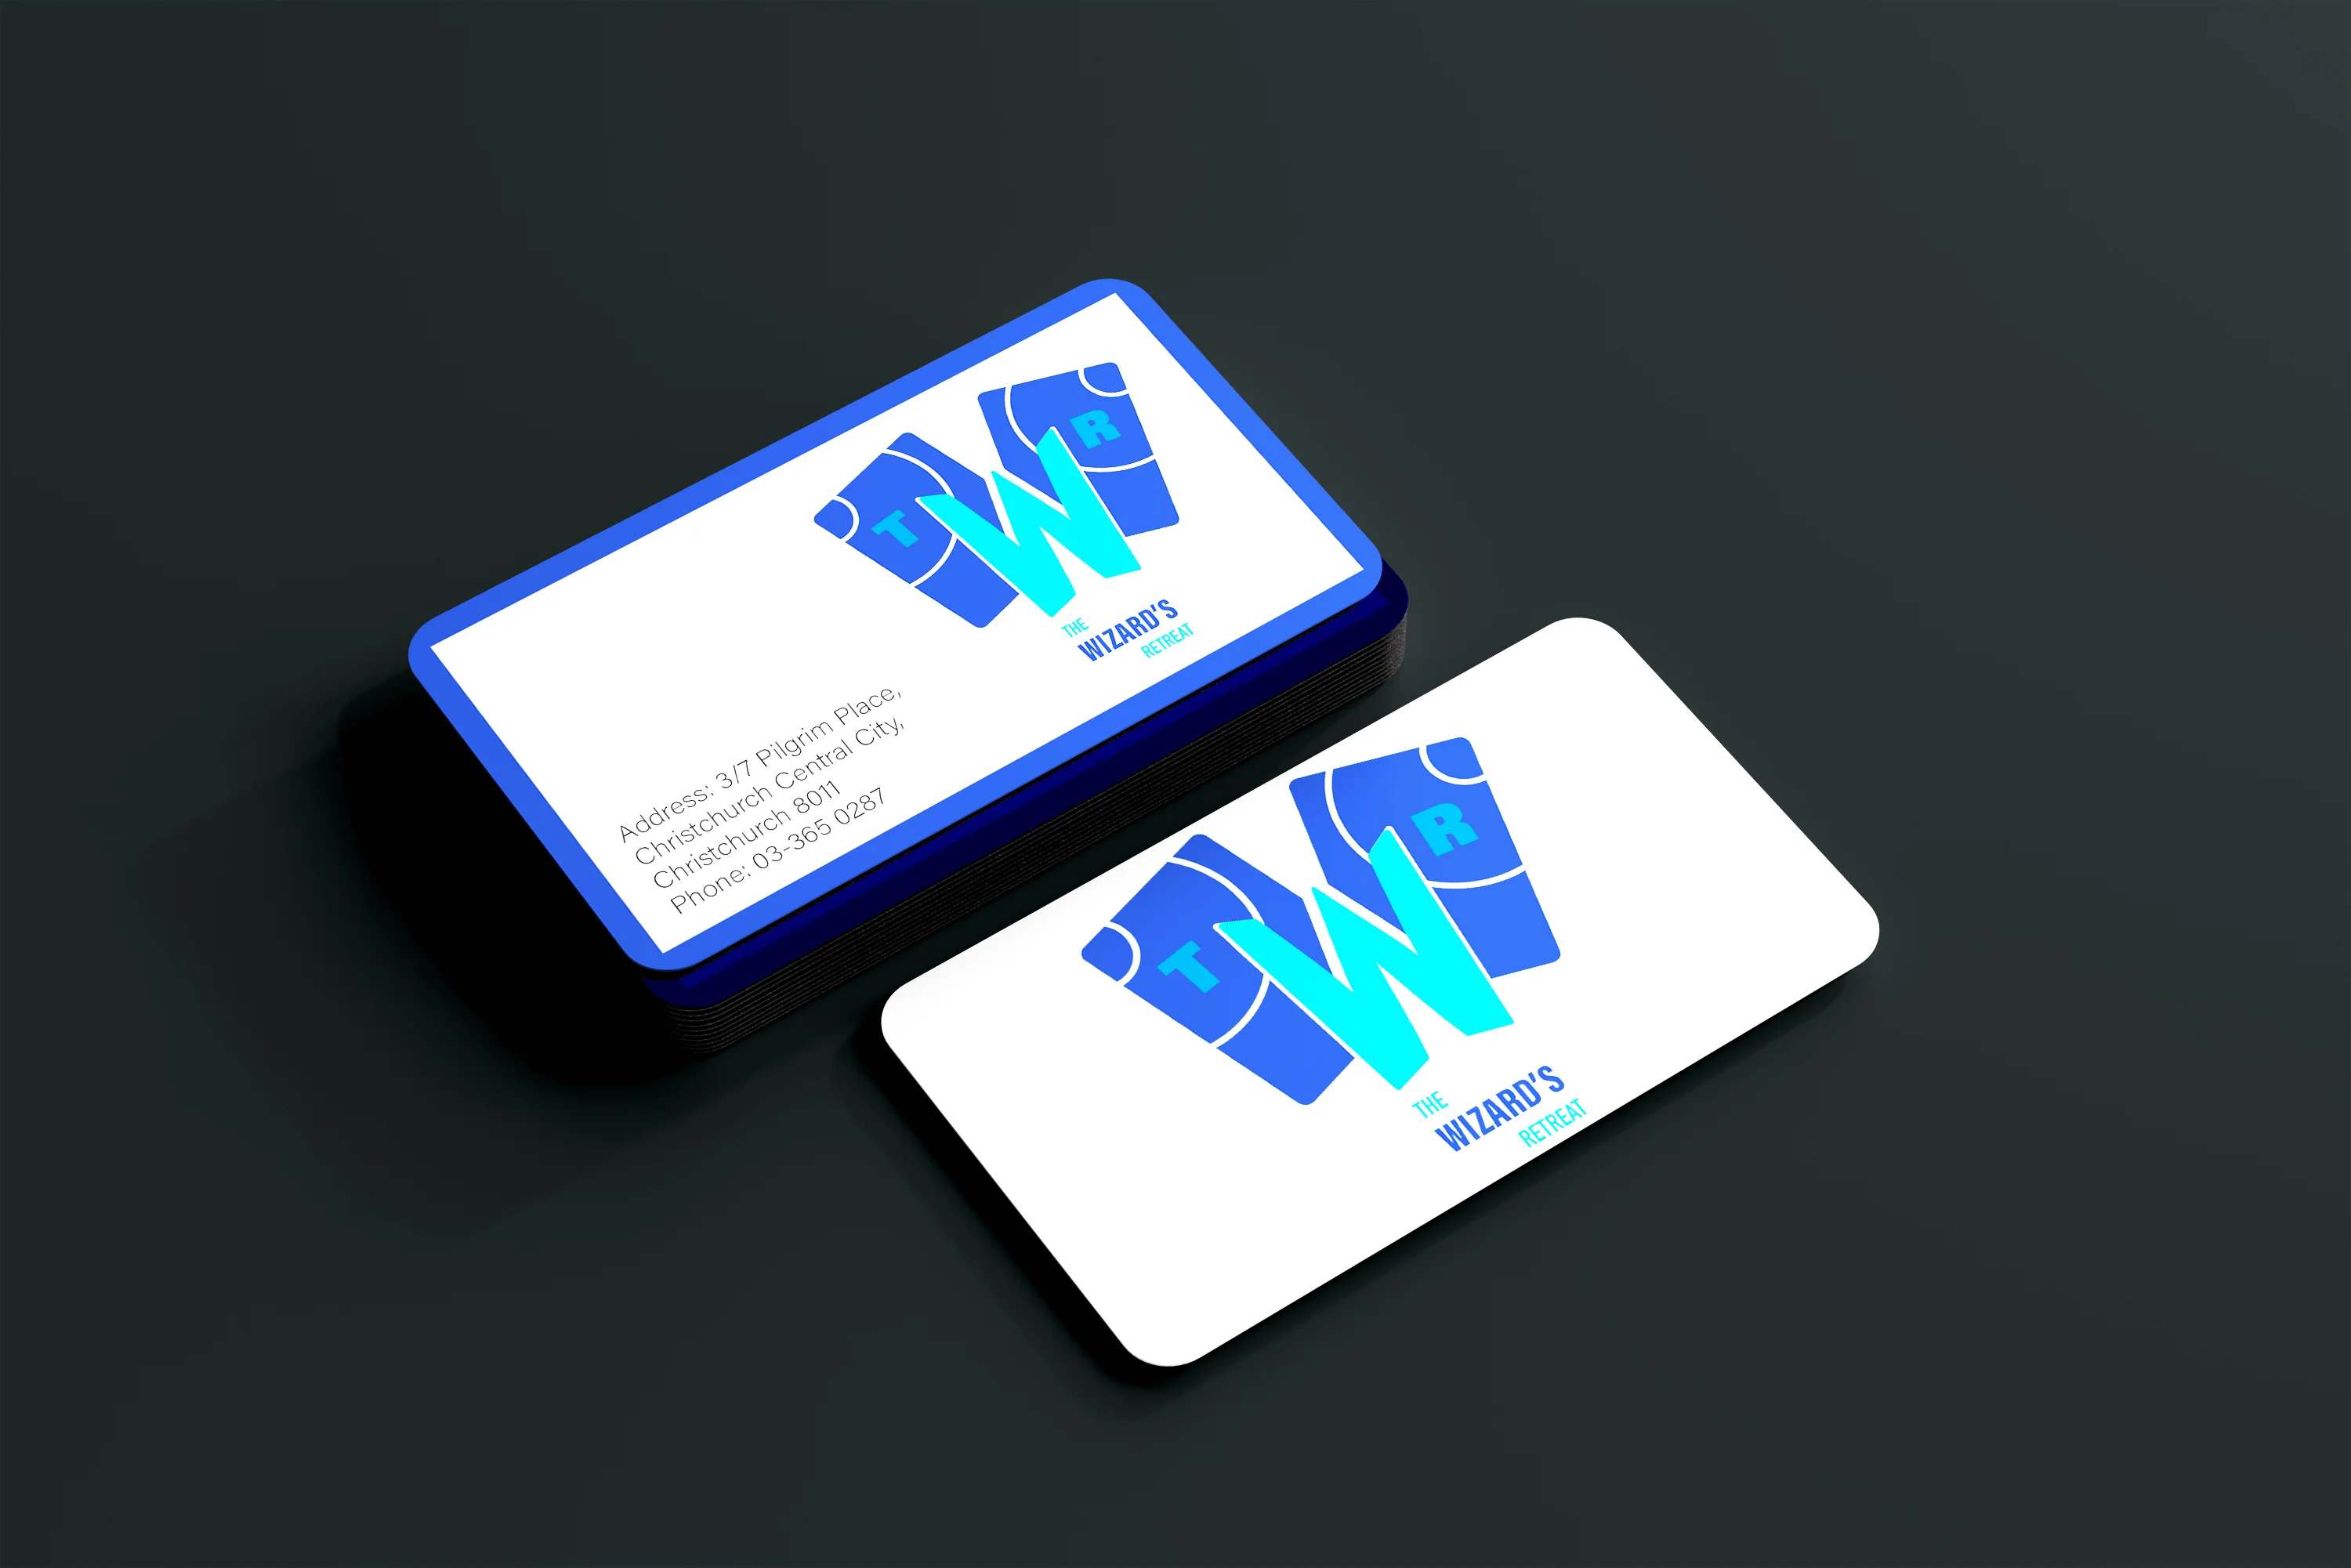 T W R
THE
WIZARD'S
RETREAT
Address: 3/7 Pilgrim Place,
Christchurch Central City,
Christchurch 8011
Phone: 03-365 0287
T W R
THE
WIZARD'S
RETREAT